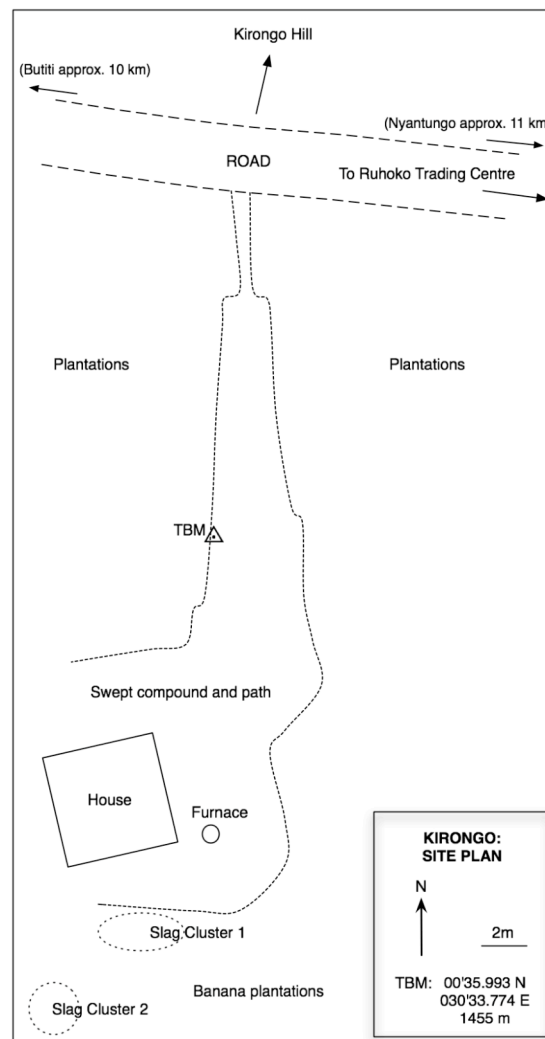 Kirongo Hill
(Butiti approx. 10 km)
(Nyantungo approx. 11 km)
ROAD
To Ruhoko Trading Centre
Plantations
Plantations
TBM
Swept compound and path
House
Furnace
Slag Cluster 1
Slag Cluster 2
Banana plantations
KIRONGO:
SITE PLAN
N
2m
TBM: 00'35.993 N
030'33.774 E
1455 m